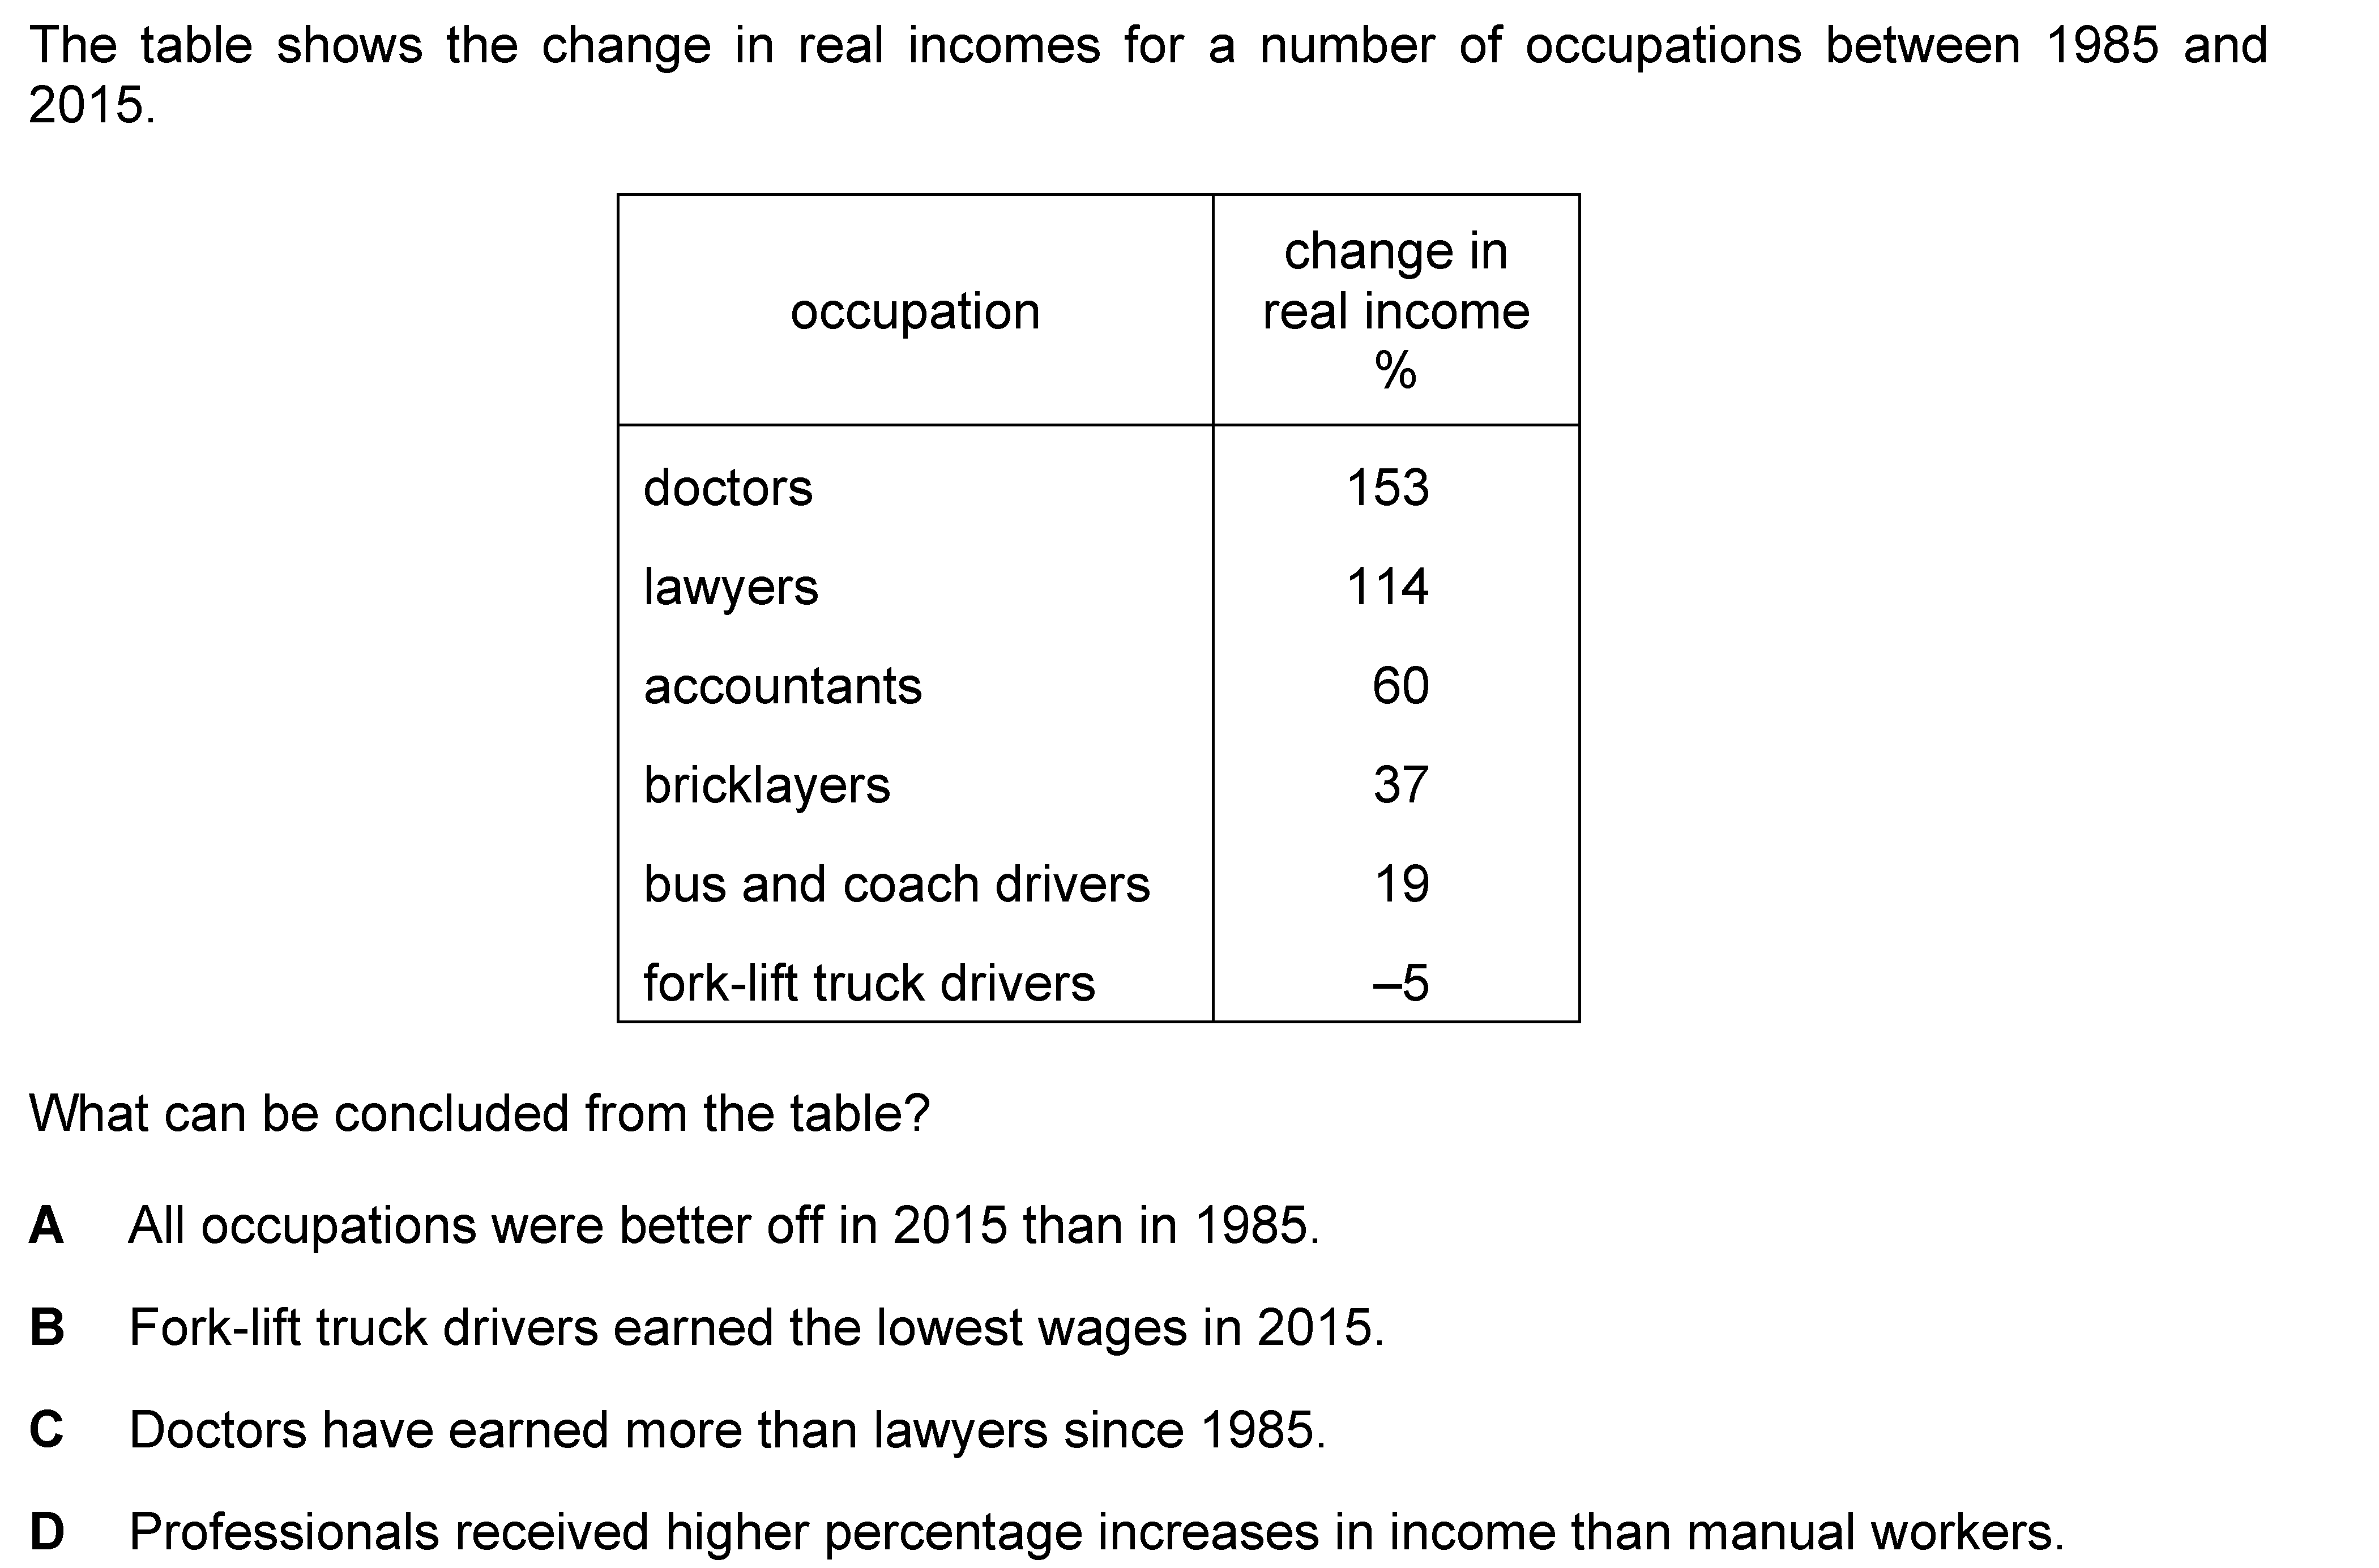 The table shows the change in real incomes for a number of occupations between 1985 and
2015.
occupation
change in
real income
%
doctors 153
lawyers 114
accountants 60
bricklayers 37
bus and coach drivers 19
fork-lift truck drivers –5
What can be concluded from the table?
A All occupations were better off in 2015 than in 1985.
B Fork-lift truck drivers earned the lowest wages in 2015.
C Doctors have earned more than lawyers since 1985.
D Professionals received higher percentage increases in income than manual workers.